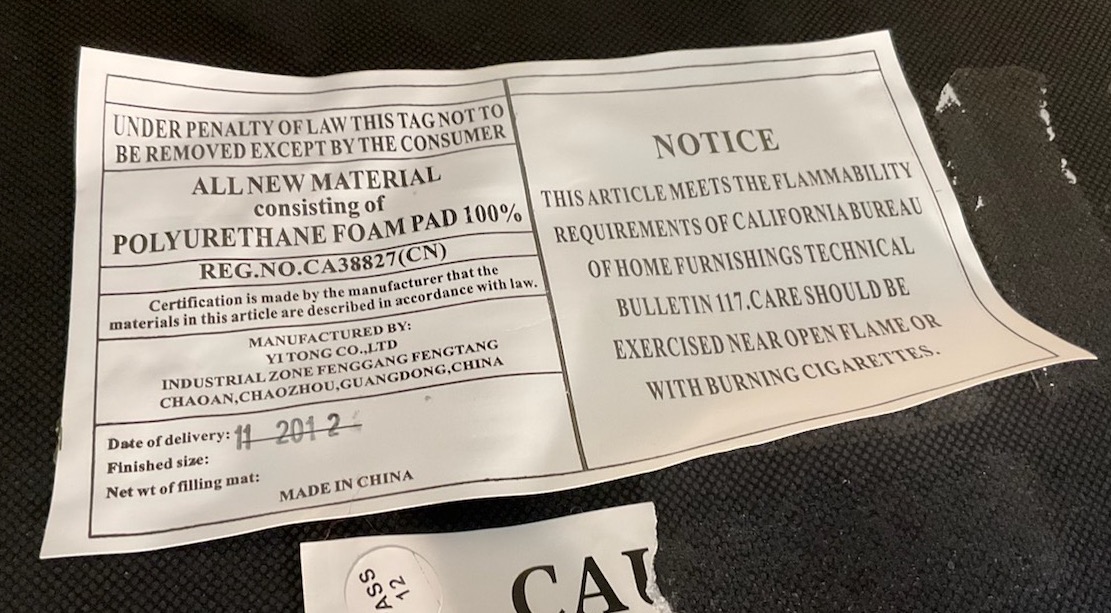 UNDER PENALTY OF LAW THIS TAG NOT TO
BE REMOVED EXCEPT BY THE CONSUMER
ALL NEW MATERIAL
consisting of
POLYURETHANE FOAM PAD 100%
REG.NO.CA38827(CN)
Certification is made by the manufacturer that the
materials in this article are described in accordance with law.
MANUFACTURED BY:
YI TONG CO.,LTD
INDUSTRIAL ZONE FENGGANG FENGTANG
CHAOAN,CHAOZHOU,GUANGDONG,CHINA
Date of delivery: 11 2012
Finished size:
Net wt of filling mat:
MADE IN CHINA
NOTICE
THIS ARTICLE MEETS THE FLAMMABILITY
REQUIREMENTS OF CALIFORNIA BUREAU
OF HOME FURNISHINGS TECHNICAL
BULLETIN 117.CARE SHOULD BE
EXERCISED NEAR OPEN FLAME OR
WITH BURNING CIGARETTES.
ASS
12
CAU